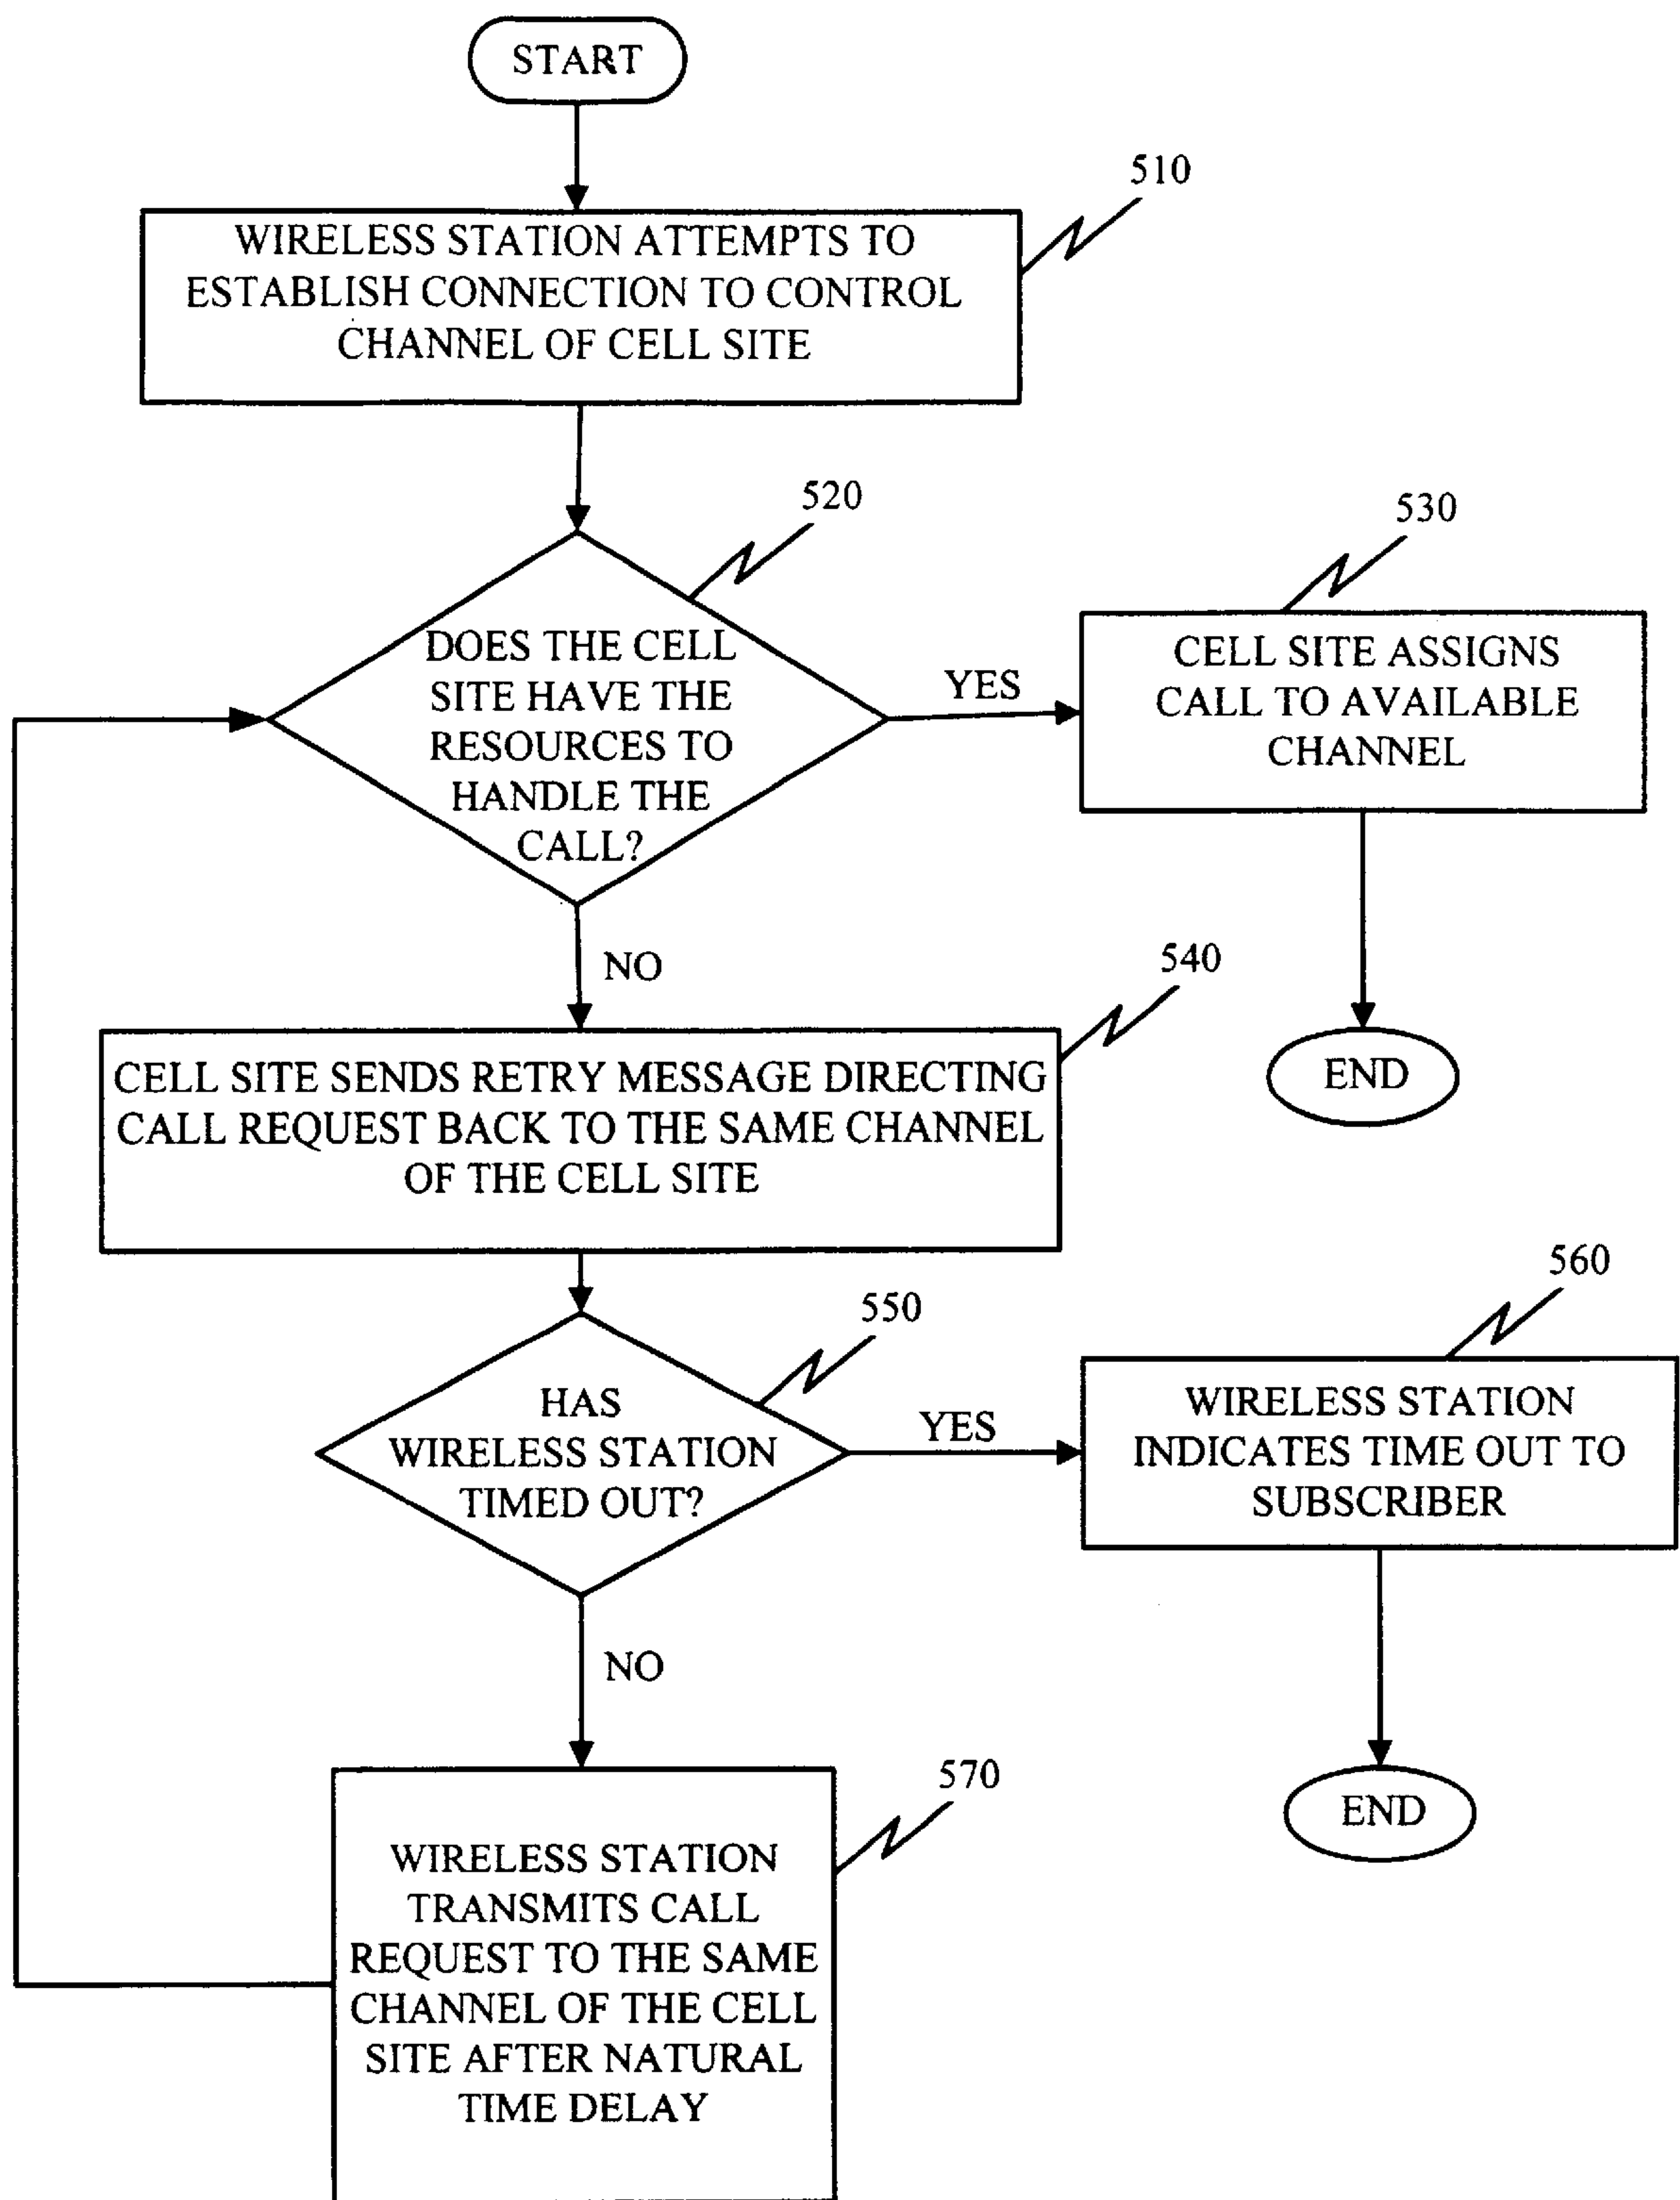 START
510
WIRELESS STATION ATTEMPTS TO
ESTABLISH CONNECTION TO CONTROL
CHANNEL OF CELL SITE
520
530
DOES THE CELL
SITE HAVE THE
RESOURCES TO
HANDLE THE
CALL?
YES
CELL SITE ASSIGNS
CALL TO AVAILABLE
CHANNEL
NO
540
END
CELL SITE SENDS RETRY MESSAGE DIRECTING
CALL REQUEST BACK TO THE SAME CHANNEL
OF THE CELL SITE
550
560
HAS
WIRELESS STATION
TIMED OUT?
YES
WIRELESS STATION
INDICATES TIME OUT TO
SUBSCRIBER
NO
570
END
WIRELESS STATION
TRANSMITS CALL
REQUEST TO THE SAME
CHANNEL OF THE CELL
SITE AFTER NATURAL
TIME DELAY